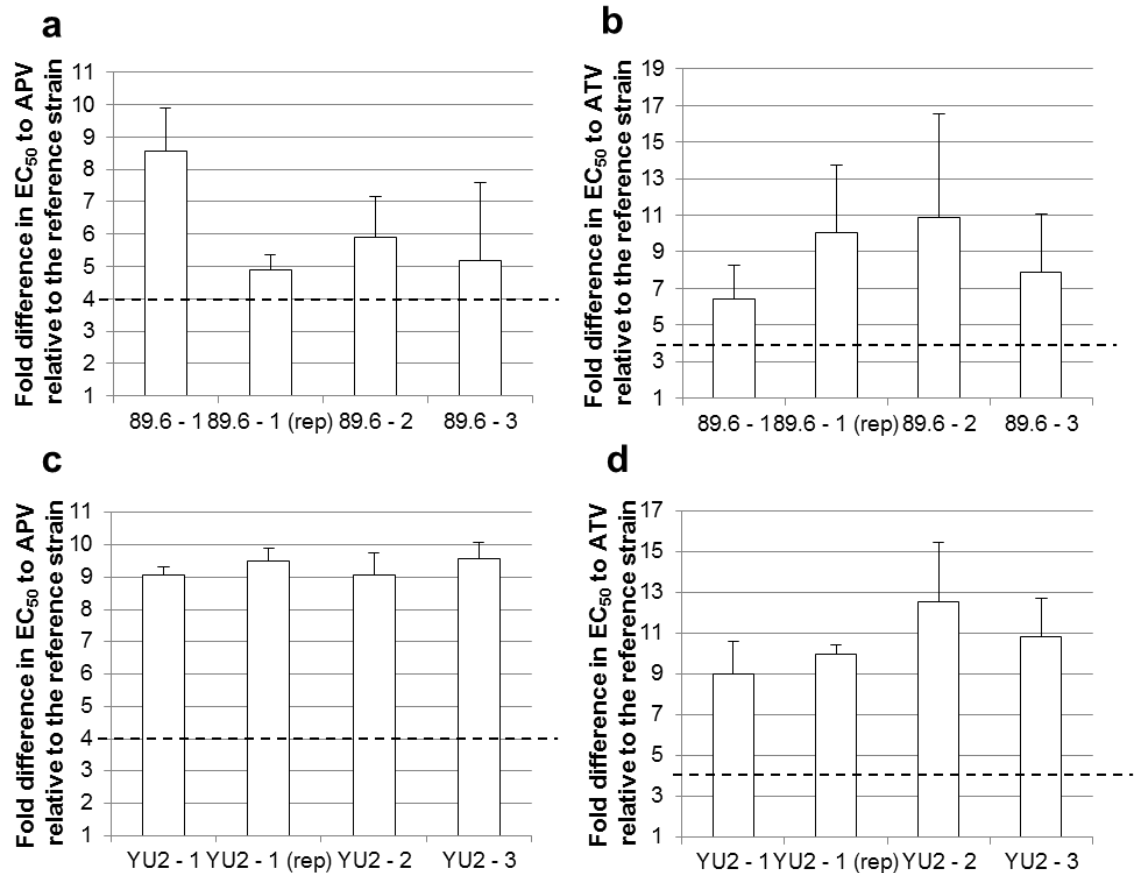 a
Fold difference in EC50 to APV
relative to the reference strain
11
10
9
8
7
6
5
4
3
2
1
89.6 - 1 89.6 - 1 (rep) 89.6 - 2 89.6 - 3
b
Fold difference in EC50 to ATV
relative to the reference strain
19
17
15
13
11
9
7
5
3
1
89.6 - 1 89.6 - 1 (rep) 89.6 - 2 89.6 - 3
c
Fold difference in EC50 to APV
relative to the reference strain
11
10
9
8
7
6
5
4
3
2
1
YU2 - 1 YU2 - 1 (rep) YU2 - 2 YU2 - 3
d
Fold difference in EC50 to ATV
relative to the reference strain
17
15
13
11
9
7
5
3
1
YU2 - 1 YU2 - 1 (rep) YU2 - 2 YU2 - 3